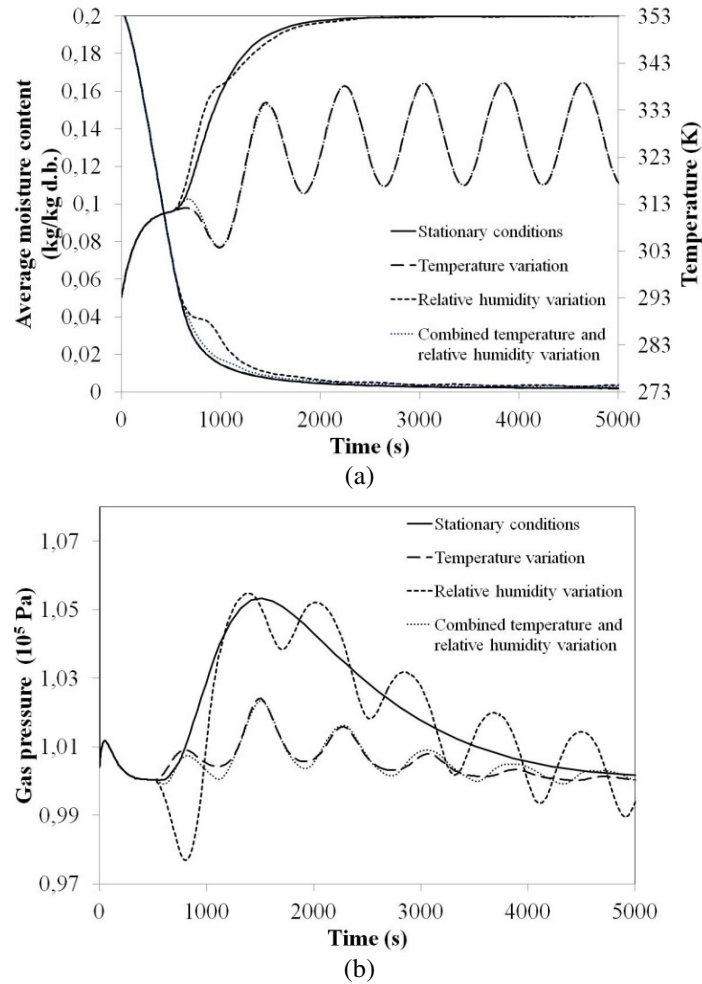 0,2
0,18
0,16
0,14
0,12
0,1
0,08
0,06
0,04
0,02
0
Average moisture content
(kg/kg d.b.)
353
343
333
323
313
303
293
283
273
Temperature (K)
Stationary conditions
Temperature variation
Relative humidity variation
Combined temperature and
relative humidity variation
0 1000 2000 3000 4000 5000
Time (s)
(a)
1,07
1,05
1,03
1,01
0,99
0,97
Gas pressure (10⁵ Pa)
Stationary conditions
Temperature variation
Relative humidity variation
Combined temperature and
relative humidity variation
0 1000 2000 3000 4000 5000
Time (s)
(b)